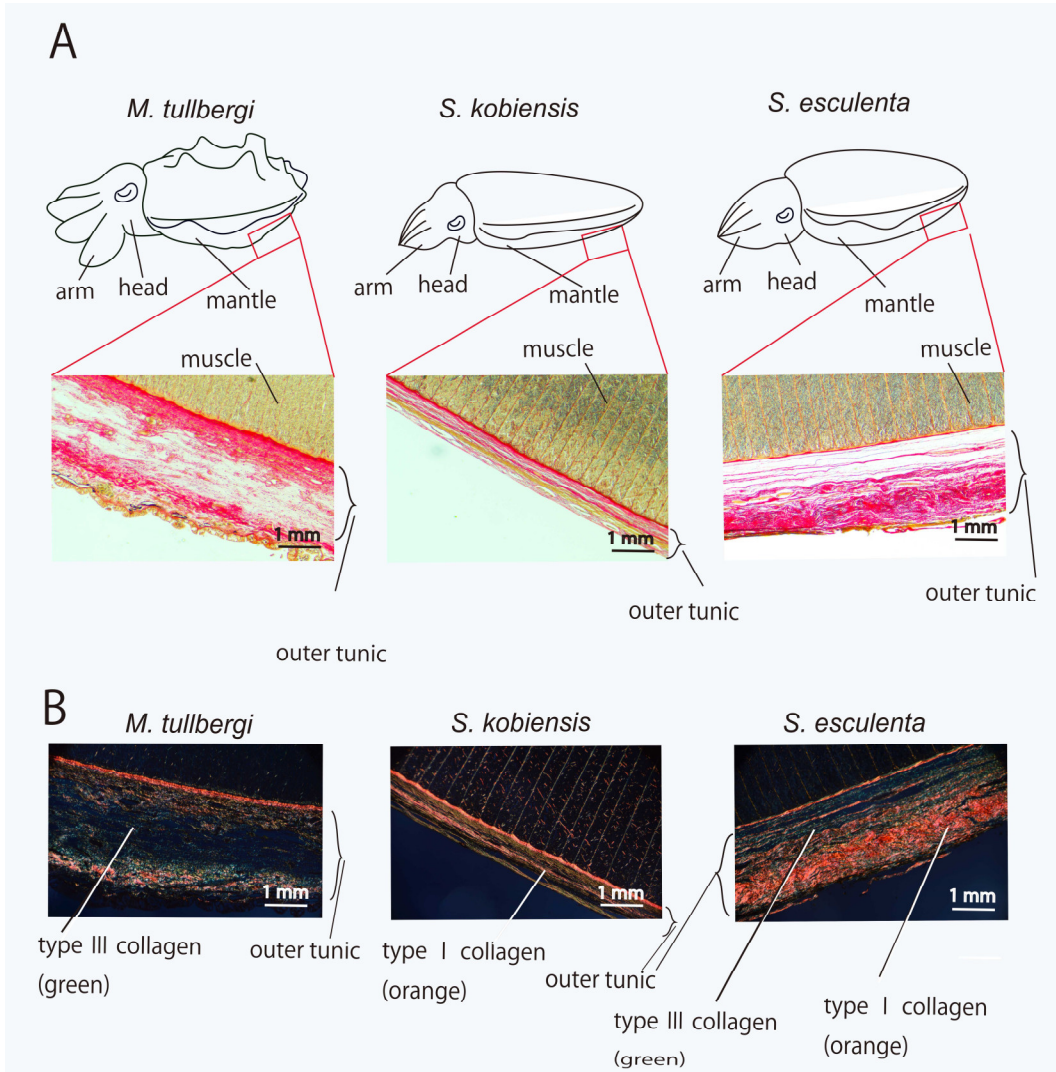 A
M. tullbergi
S. kobiensis
S. esculenta
arm
head
mantle
arm
head
mantle
arm
head
mantle
muscle
muscle
muscle
1 mm
1 mm
1 mm
outer tunic
outer tunic
outer tunic
B
M. tullbergi
S. kobiensis
S. esculenta
1 mm
1 mm
1 mm
type III collagen
(green)
outer tunic
type I collagen
(orange)
outer tunic
type III collagen
(green)
type I collagen
(orange)